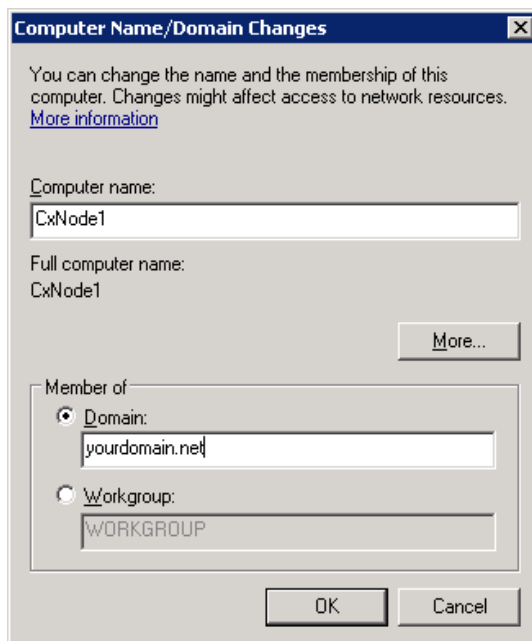 Computer Name/Domain Changes
You can change the name and the membership of this
computer. Changes might affect access to network resources.
More information
Computer name:
CxNode1
Full computer name:
CxNode1
More...
Member of
Domain:
yourdomain.net
Workgroup:
WORKGROUP
OK Cancel